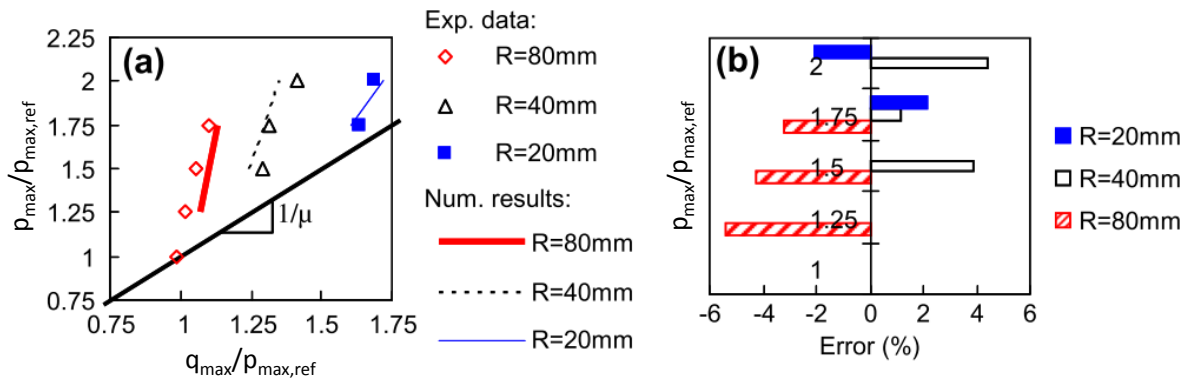 (a)
2.25
2
1.75
1.5
1.25
1
0.75
p_max/p_max,ref
1/μ
0.75 1 1.25 1.5 1.75
q_max/p_max,ref
Exp. data:
R=80mm
R=40mm
R=20mm
Num. results:
R=80mm
R=40mm
R=20mm
(b)
p_max/p_max,ref
2
1.75
1.5
1.25
1
-6 -4 -2 0 2 4 6
Error (%)
R=20mm
R=40mm
R=80mm